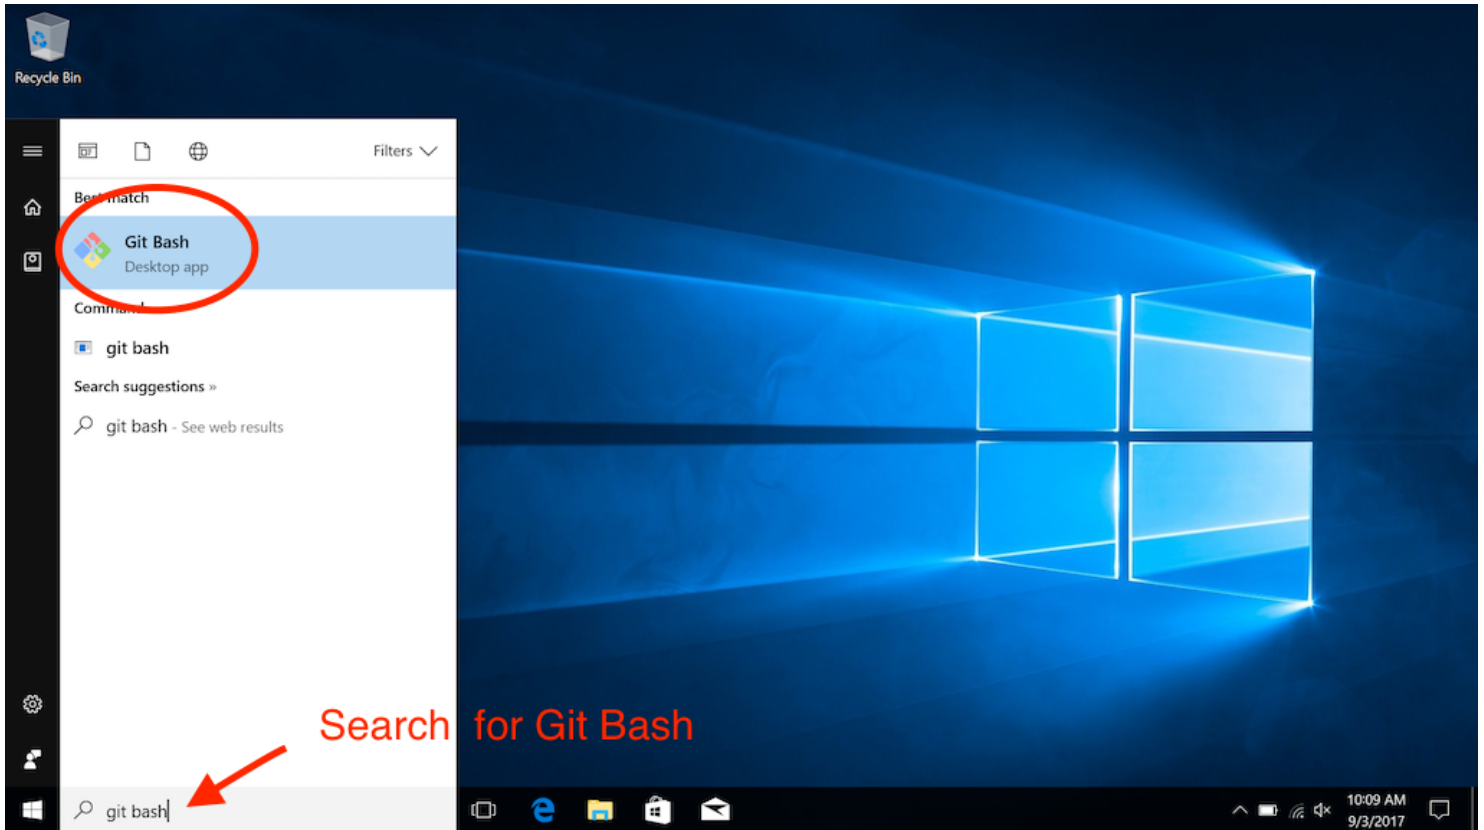 Recycle Bin
Filters
Best match
Git Bash
Desktop app
Command
git bash
Search suggestions »
git bash - See web results
Search for Git Bash
git bash
10:09 AM
9/3/2017